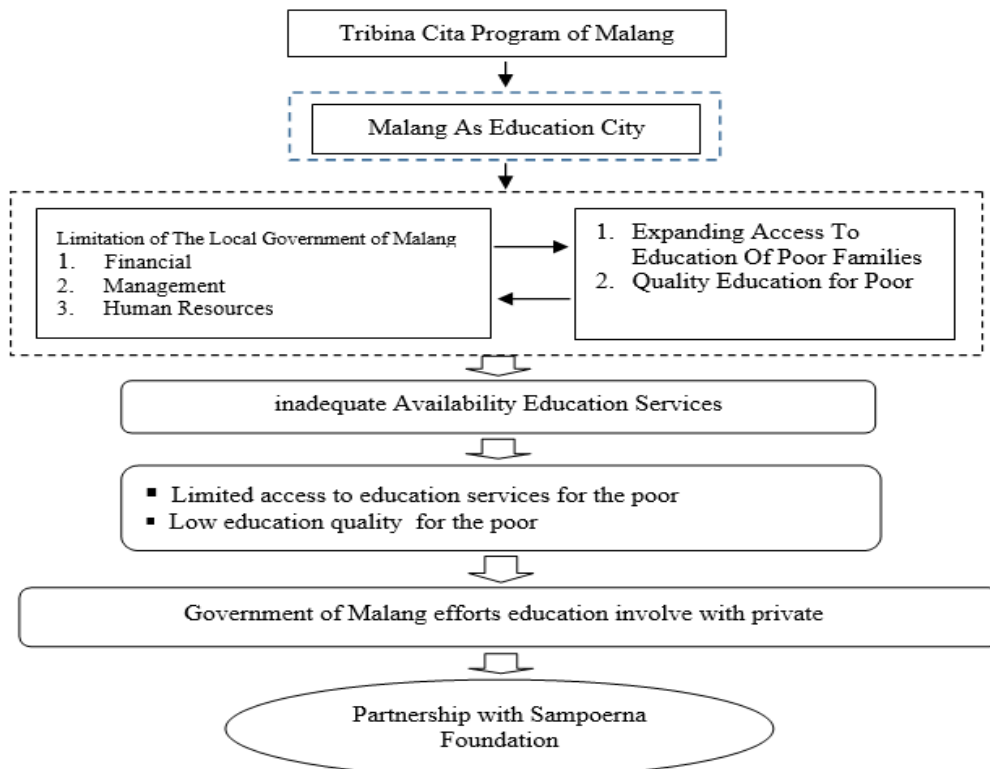 Tribina Cita Program of Malang
Malang As Education City
Limitation of The Local Government of Malang
1. Financial
2. Management
3. Human Resources
1. Expanding Access To
Education Of Poor Families
2. Quality Education for Poor
inadequate Availability Education Services
▪ Limited access to education services for the poor
▪ Low education quality for the poor
Government of Malang efforts education involve with private
Partnership with Sampoerna
Foundation